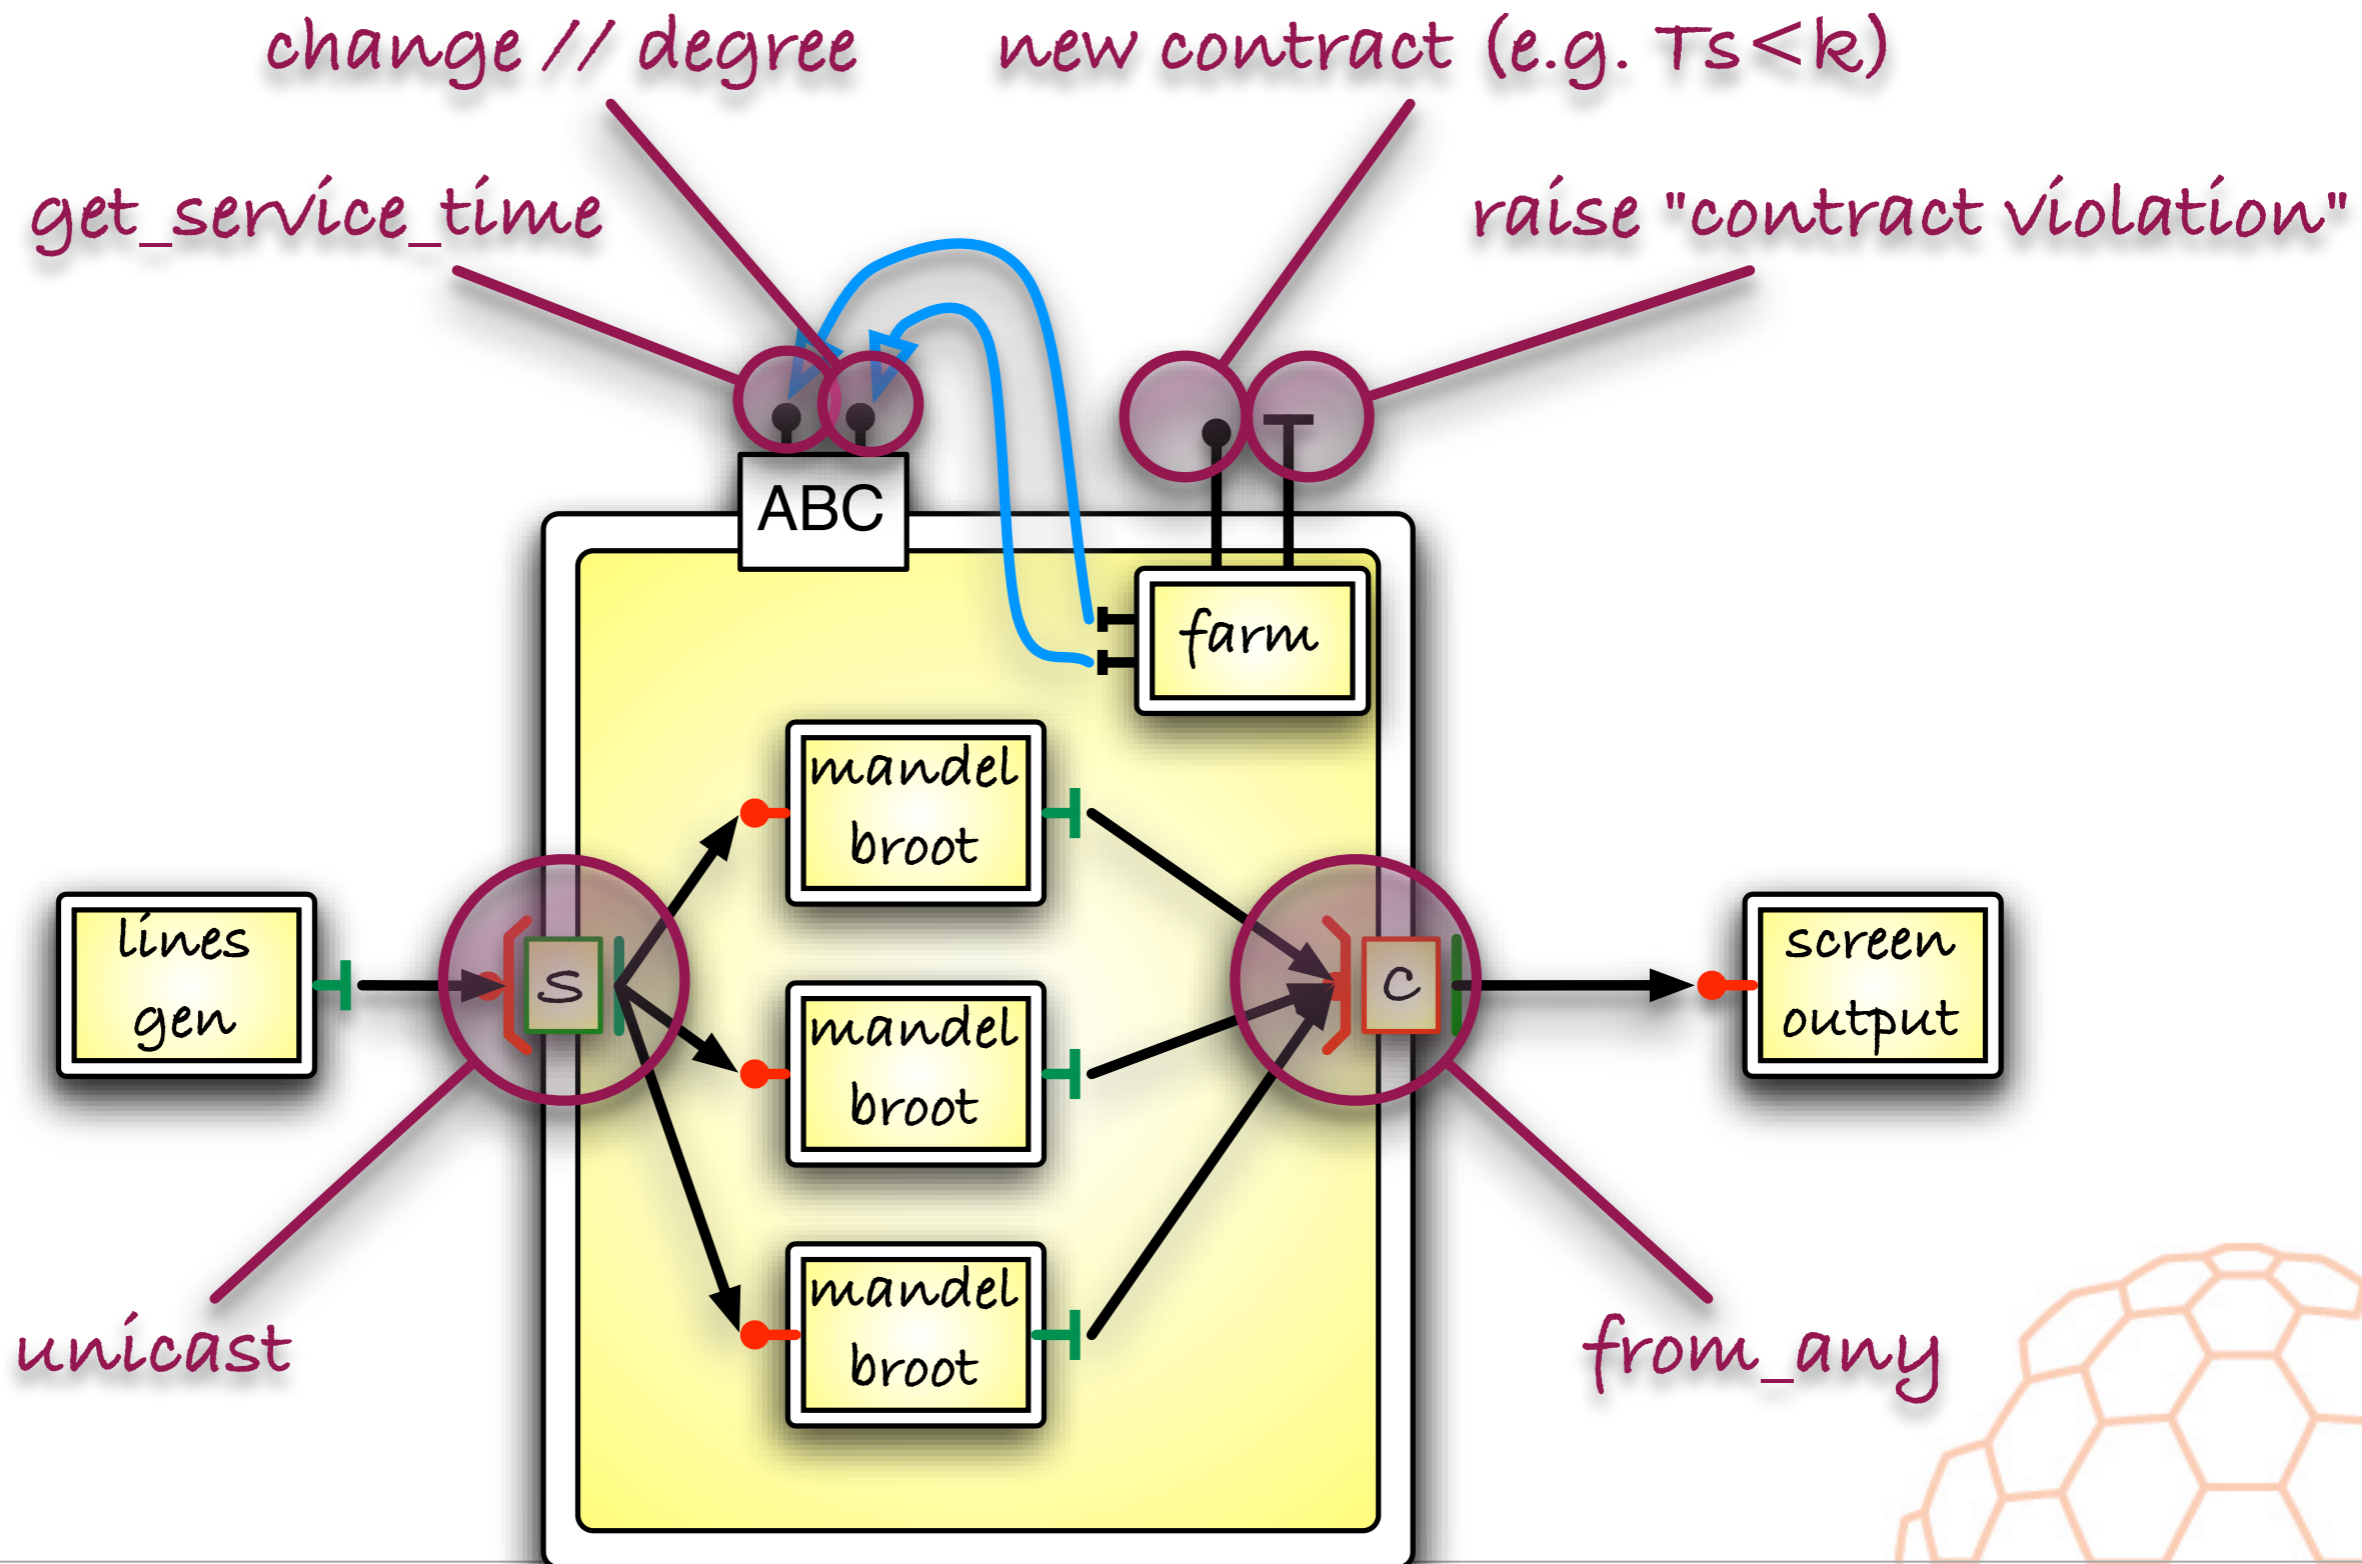 change // degree
new contract (e.g. Ts<k)
get_service_time
raise "contract violation"
ABC
farm
mandel
broot
lines
gen
S
mandel
broot
C
screen
output
mandel
broot
unicast
from_any